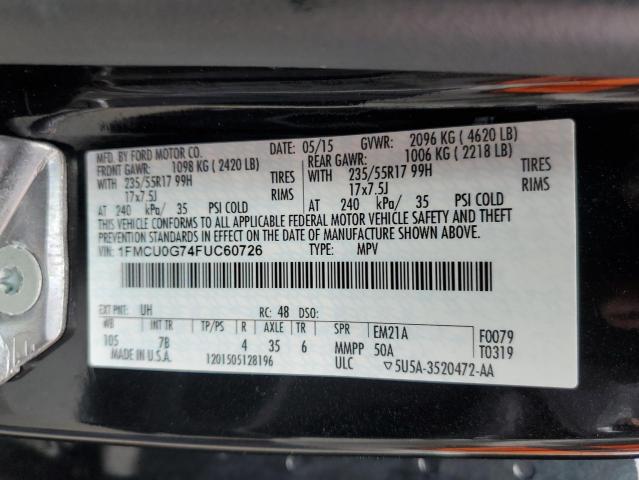 MFD. BY FORD MOTOR CO. DATE: 05/15 GVWR: 2096 KG ( 4620 LB)
FRONT GAWR: 1098 KG ( 2420 LB) REAR GAWR: 1006 KG ( 2218 LB)
WITH 235/55R17 99H TIRES WITH 235/55R17 99H TIRES
17x7.5J RIMS 17x7.5J RIMS
AT 240 kPa/ 35 PSI COLD AT 240 kPa/ 35 PSI COLD
THIS VEHICLE CONFORMS TO ALL APPLICABLE FEDERAL MOTOR VEHICLE SAFETY AND THEFT
PREVENTION STANDARDS IN EFFECT ON THE DATE OF MANUFACTURE SHOWN ABOVE.
VIN: 1FMCU0G74FUC60726 TYPE: MPV
EXT PNT: UH RC: 48 DSO:
WB INT TR TP/PS R AXLE TR SPR EM21A F0079
105 7B 4 35 6 MMPP 50A T0319
MADE IN U.S.A. 1201505128196 ULC ▽5U5A-3520472-AA